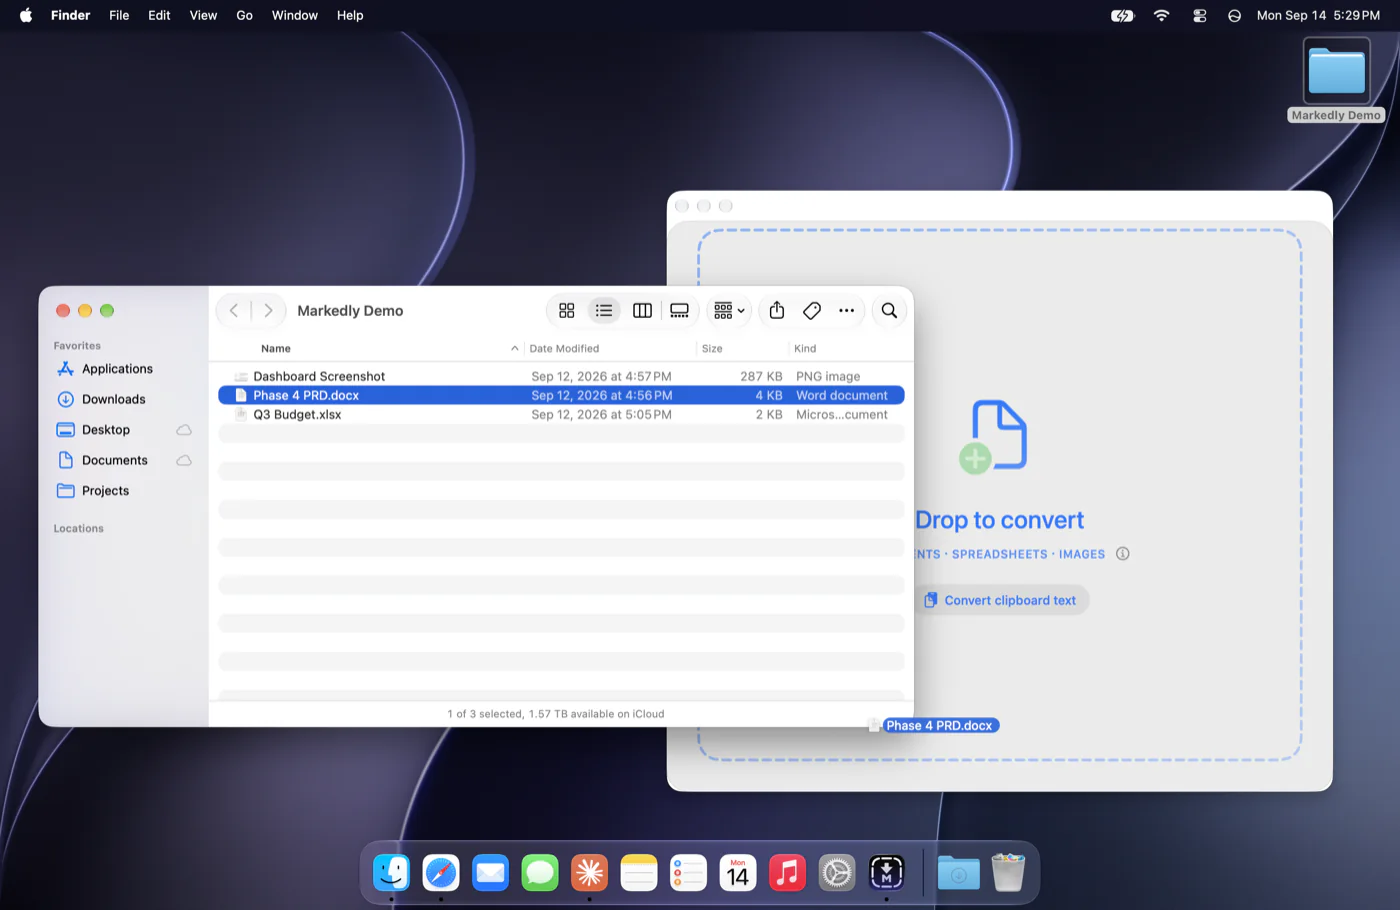 Finder File Edit View Go Window Help Mon Sep 14 5:29 PM
Markedly Demo
Markedly Demo
Favorites
Applications
Downloads
Desktop
Documents
Projects
Locations
Name Date Modified Size Kind
Dashboard Screenshot Sep 12, 2026 at 4:57 PM 287 KB PNG image
Phase 4 PRD.docx Sep 12, 2026 at 4:56 PM 4 KB Word document
Q3 Budget.xlsx Sep 12, 2026 at 5:05 PM 2 KB Micros...cument
1 of 3 selected, 1.57 TB available on iCloud
Drop to convert
NTS · SPREADSHEETS · IMAGES
Convert clipboard text
Phase 4 PRD.docx
Mon
14
M